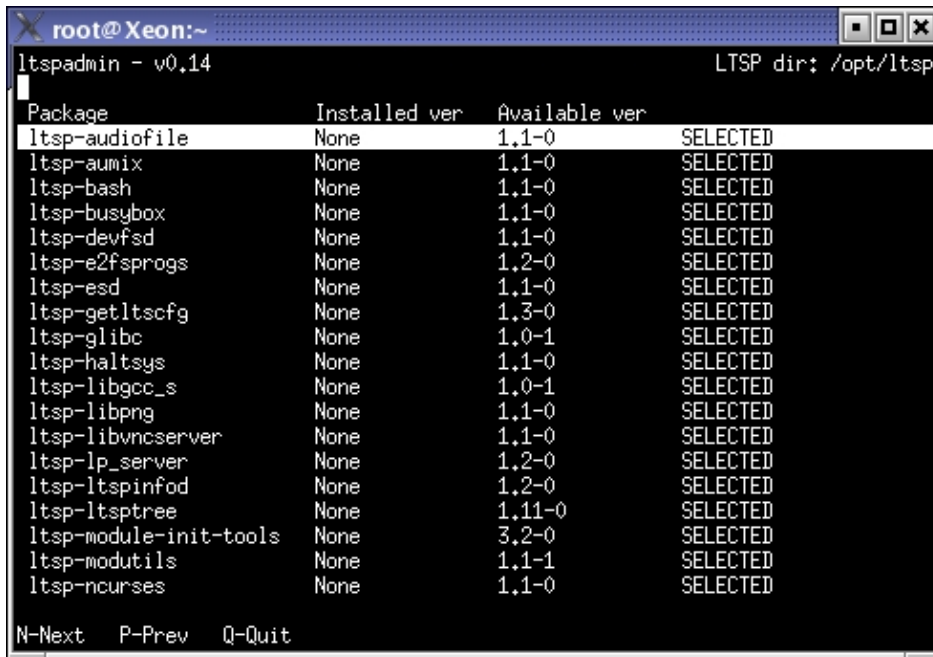 root@Xeon:~
ltspadmin - v0.14 LTSP dir: /opt/ltsp
Package Installed ver Available ver
ltsp-audiofile None 1.1-0 SELECTED
ltsp-aumix None 1.1-0 SELECTED
ltsp-bash None 1.1-0 SELECTED
ltsp-busybox None 1.1-0 SELECTED
ltsp-devfsd None 1.1-0 SELECTED
ltsp-e2fsprogs None 1.2-0 SELECTED
ltsp-esd None 1.1-0 SELECTED
ltsp-getltscfg None 1.3-0 SELECTED
ltsp-glibc None 1.0-1 SELECTED
ltsp-haltsys None 1.1-0 SELECTED
ltsp-libgcc_s None 1.0-1 SELECTED
ltsp-libpng None 1.1-0 SELECTED
ltsp-libvncserver None 1.1-0 SELECTED
ltsp-lp_server None 1.2-0 SELECTED
ltsp-ltspinfod None 1.2-0 SELECTED
ltsp-ltsptree None 1.11-0 SELECTED
ltsp-module-init-tools None 3.2-0 SELECTED
ltsp-modutils None 1.1-1 SELECTED
ltsp-ncurses None 1.1-0 SELECTED
N-Next P-Prev Q-Quit